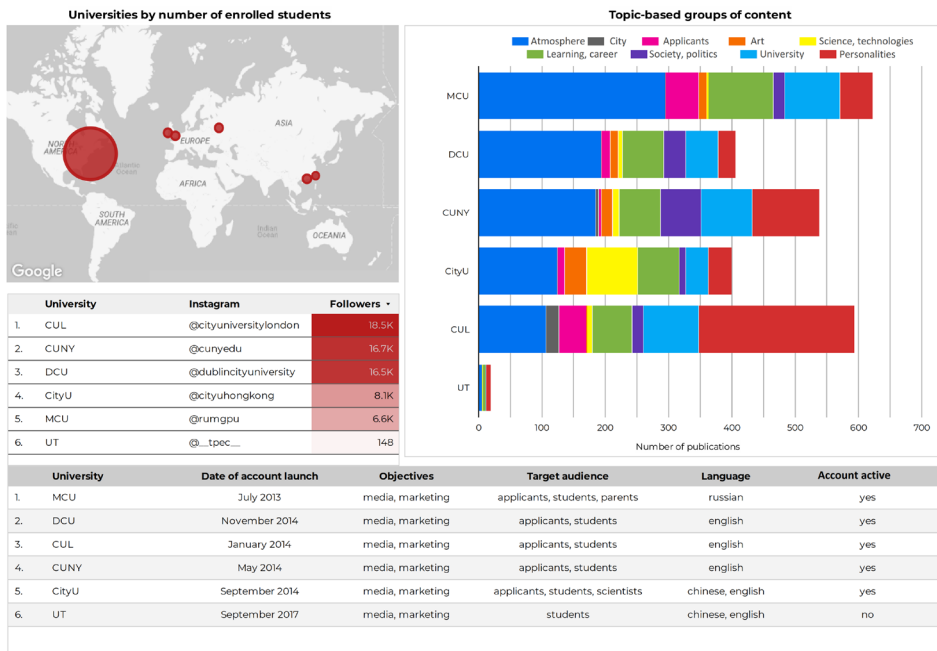 Universities by number of enrolled students
NORTH AMERICA
Atlantic Ocean
EUROPE
ASIA
AFRICA
SOUTH AMERICA
Indian Ocean
OCEANIA
Google
University Instagram Followers
1. CUL @cityuniversitylondon 18.5K
2. CUNY @cunyedu 16.7K
3. DCU @dublincityuniversity 16.5K
4. CityU @cityuhongkong 8.1K
5. MCU @rumgpu 6.6K
6. UT @__tpec__ 148
Topic-based groups of content
Atmosphere City Applicants Art Science, technologies
Learning, career Society, politics University Personalities
MCU
DCU
CUNY
CityU
CUL
UT
0 100 200 300 400 500 600 700
Number of publications
University Date of account launch Objectives Target audience Language Account active
1. MCU July 2013 media, marketing applicants, students, parents russian yes
2. DCU November 2014 media, marketing applicants, students english yes
3. CUL January 2014 media, marketing applicants, students english yes
4. CUNY May 2014 media, marketing applicants, students english yes
5. CityU September 2014 media, marketing applicants, students, scientists chinese, english yes
6. UT September 2017 media, marketing students chinese, english no